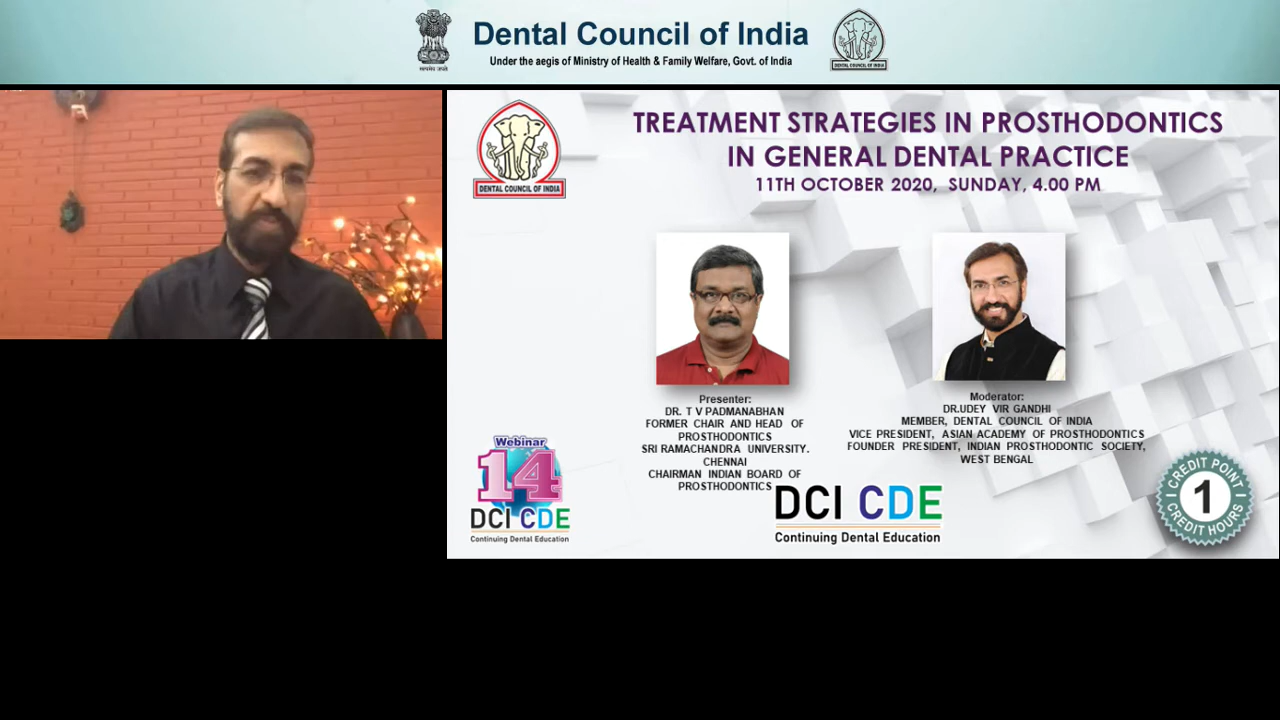 Dental Council of India
Under the aegis of Ministry of Health & Family Welfare, Govt. of India
DENTAL COUNCIL OF INDIA
DENTAL COUNCIL OF INDIA
TREATMENT STRATEGIES IN PROSTHODONTICS
IN GENERAL DENTAL PRACTICE
11TH OCTOBER 2020, SUNDAY, 4.00 PM
Presenter:
DR. T V PADMANABHAN
FORMER CHAIR AND HEAD OF
PROSTHODONTICS
SRI RAMACHANDRA UNIVERSITY.
CHENNAI
CHAIRMAN INDIAN BOARD OF
PROSTHODONTICS
Moderator:
DR.UDEY VIR GANDHI
MEMBER, DENTAL COUNCIL OF INDIA
VICE PRESIDENT, ASIAN ACADEMY OF PROSTHODONTICS
FOUNDER PRESIDENT, INDIAN PROSTHODONTIC SOCIETY,
WEST BENGAL
Webinar
14
DCI CDE
Continuing Dental Education
DCI CDE
Continuing Dental Education
CREDIT POINT
1
CREDIT HOURS